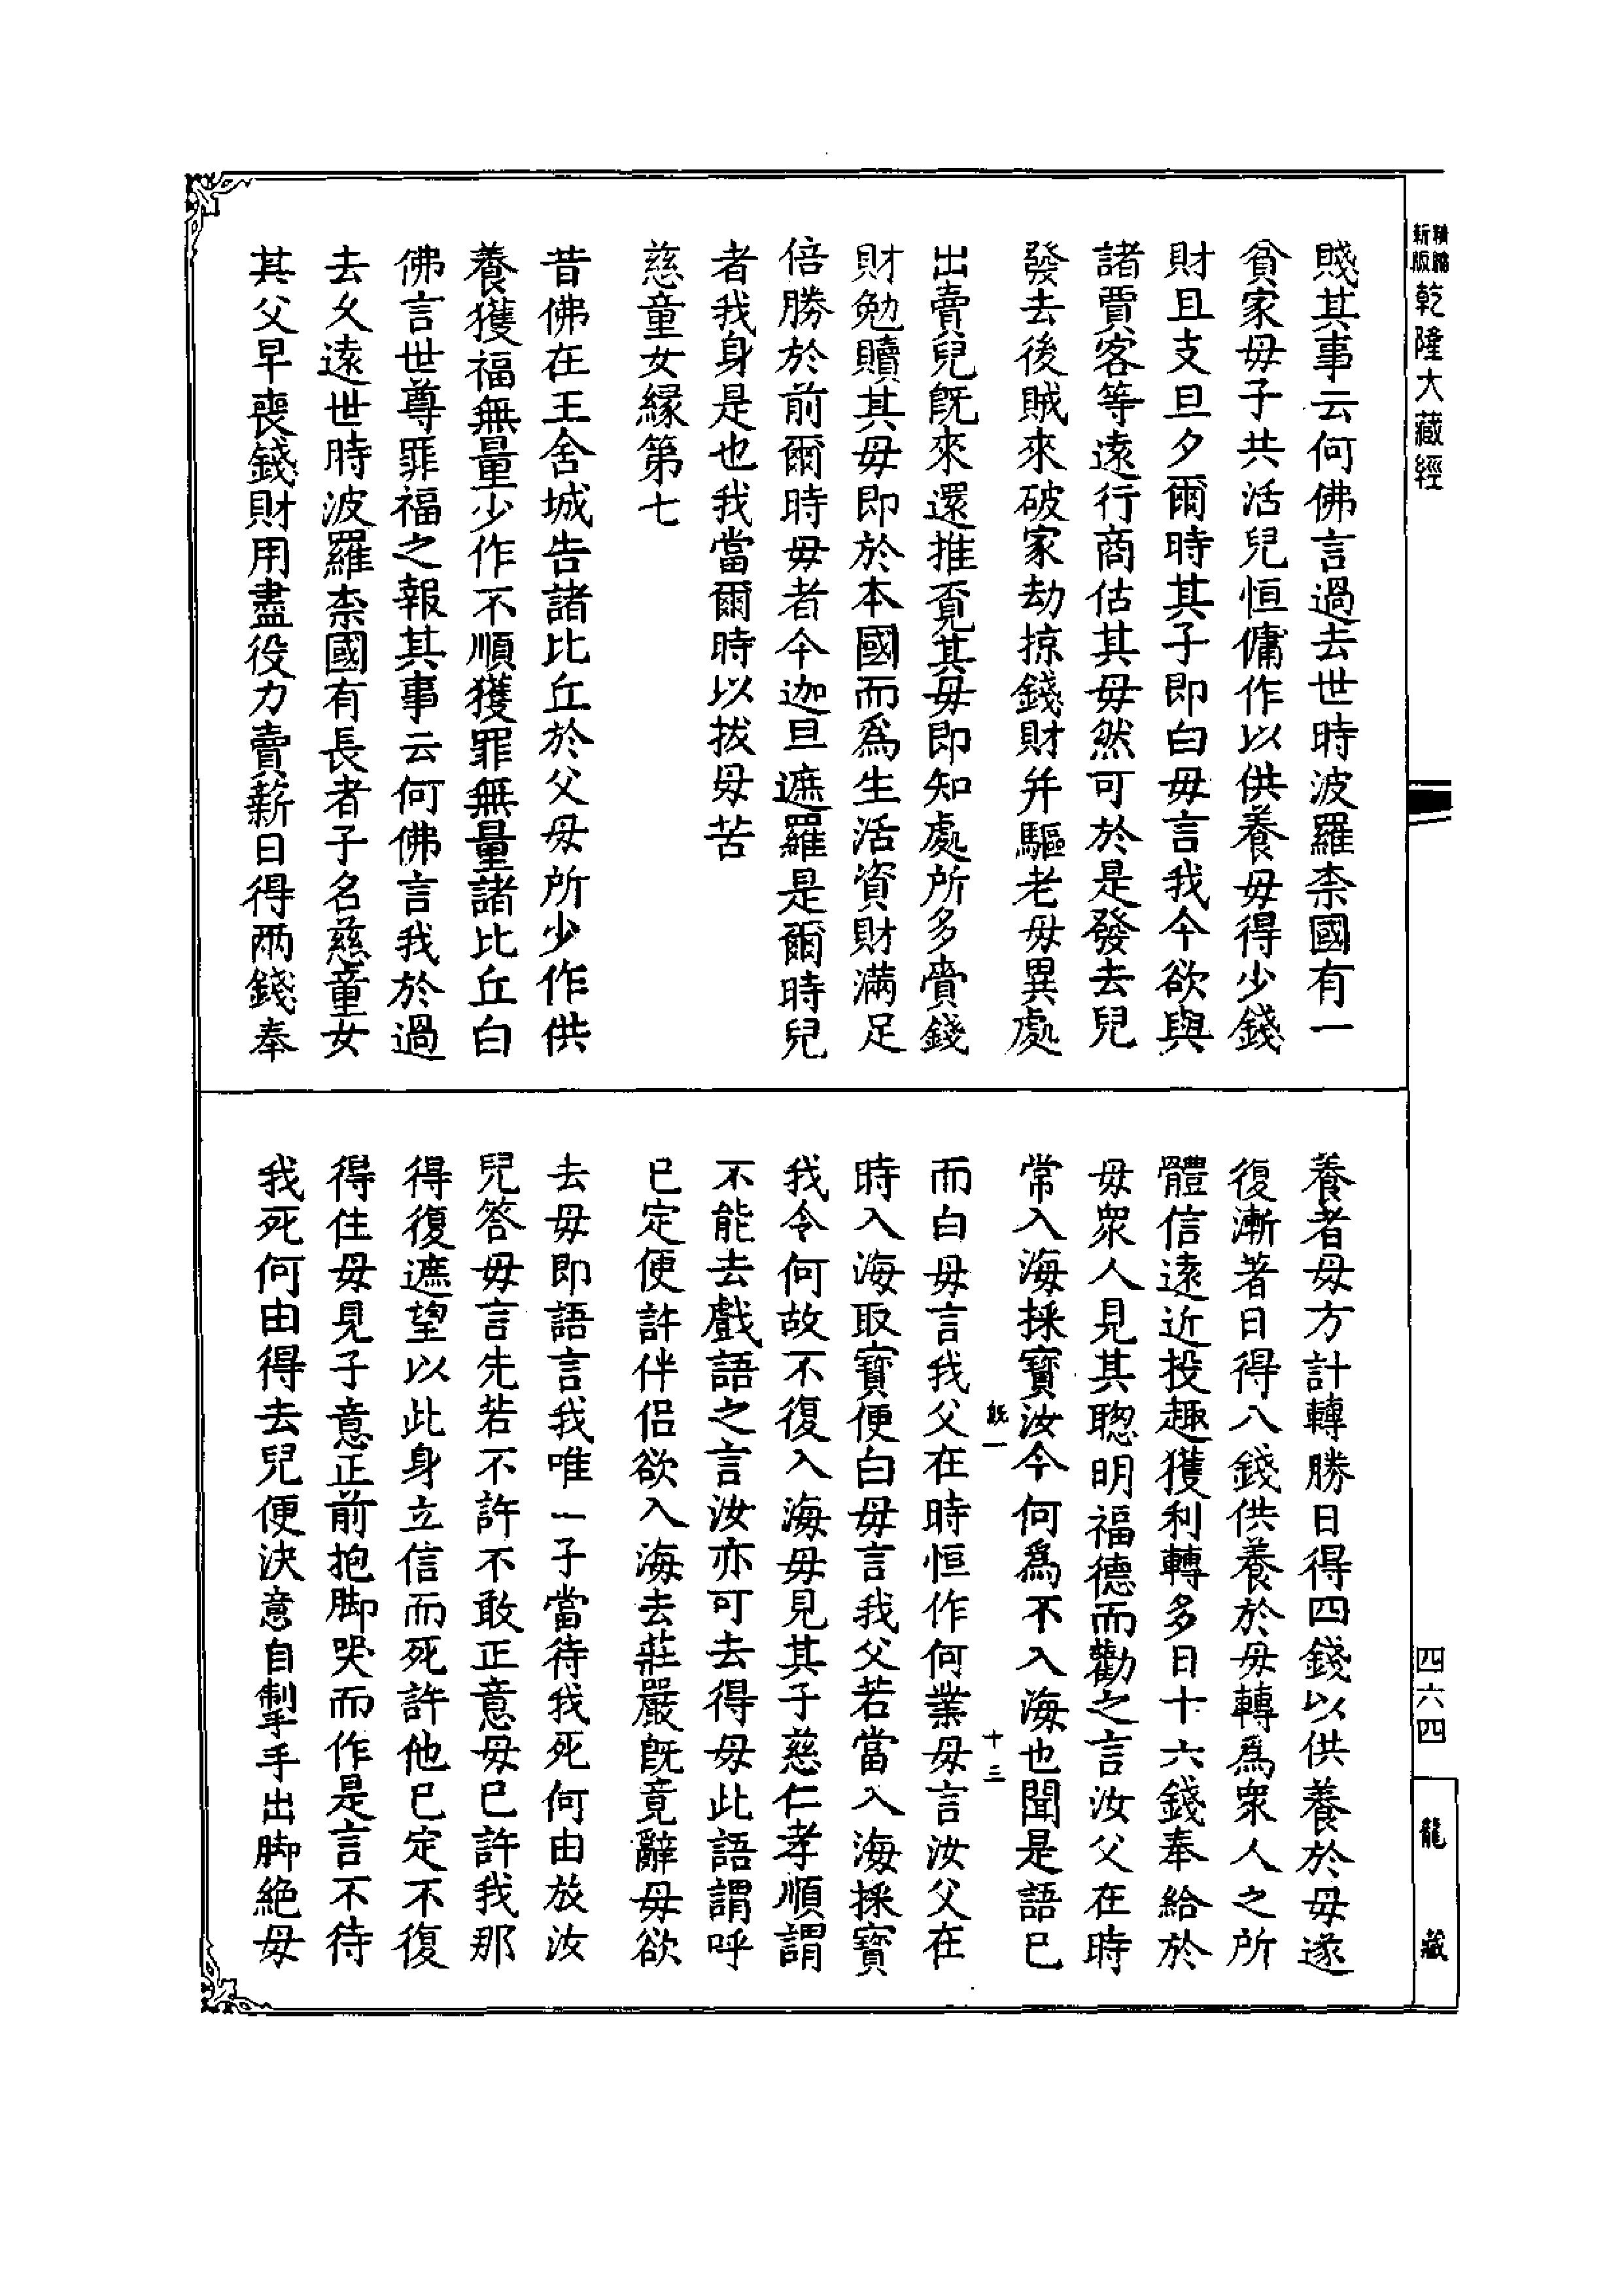 精縮
新版
乾隆大藏經
賤其事云何佛言過去世時波羅柰國有一
貧家母子共活兒恒傭作以供養母得少錢
財且支旦夕爾時其子即白母言我今欲與
諸賈客等遠行商估其母然可於是發去兒
發去後賊來破家劫掠錢財并驅老母異處
出賣兒旣來還推覔其母即知處所多賫錢
財勉贖其母即於本國而爲生活資財滿足
倍勝於前爾時母者今迦旦遮羅是爾時兒
者我身是也我當爾時以拔母苦
慈童女縁第七
昔佛在王舍城告諸比丘於父母所少作供
養獲福無量少作不順獲罪無量諸比丘白
佛言世尊罪福之報其事云何佛言我於過
去久遠世時波羅柰國有長者子名慈童女
其父早喪錢財用盡役力賣薪日得兩錢奉
養者母方計轉勝日得四錢以供養於母遂
復漸著日得八錢供養於母轉爲衆人之所
體信遠近投趣獲利轉多日十六錢奉給於
母衆人見其聦明福德而勸之言汝父在時
常入海採寳汝今何爲不入海也聞是語已
而白母言我父在時恒作何業母言汝父在
時入海取寳便白母言我父若當入海採寳
我今何故不復入海母見其子慈仁孝順謂
不能去戲語之言汝亦可去得母此語謂呼
已定便許伴侣欲入海去莊嚴旣竟辭母欲
去母即語言我唯一子當待我死何由放汝
兒答母言先若不許不敢正意母已許我那
得復遮望以此身立信而死許他已定不復
得住母見子意正前抱脚哭而作是言不待
我死何由得去兒便決意自掣手出脚絶母
旣一
十三
四六四
龍藏